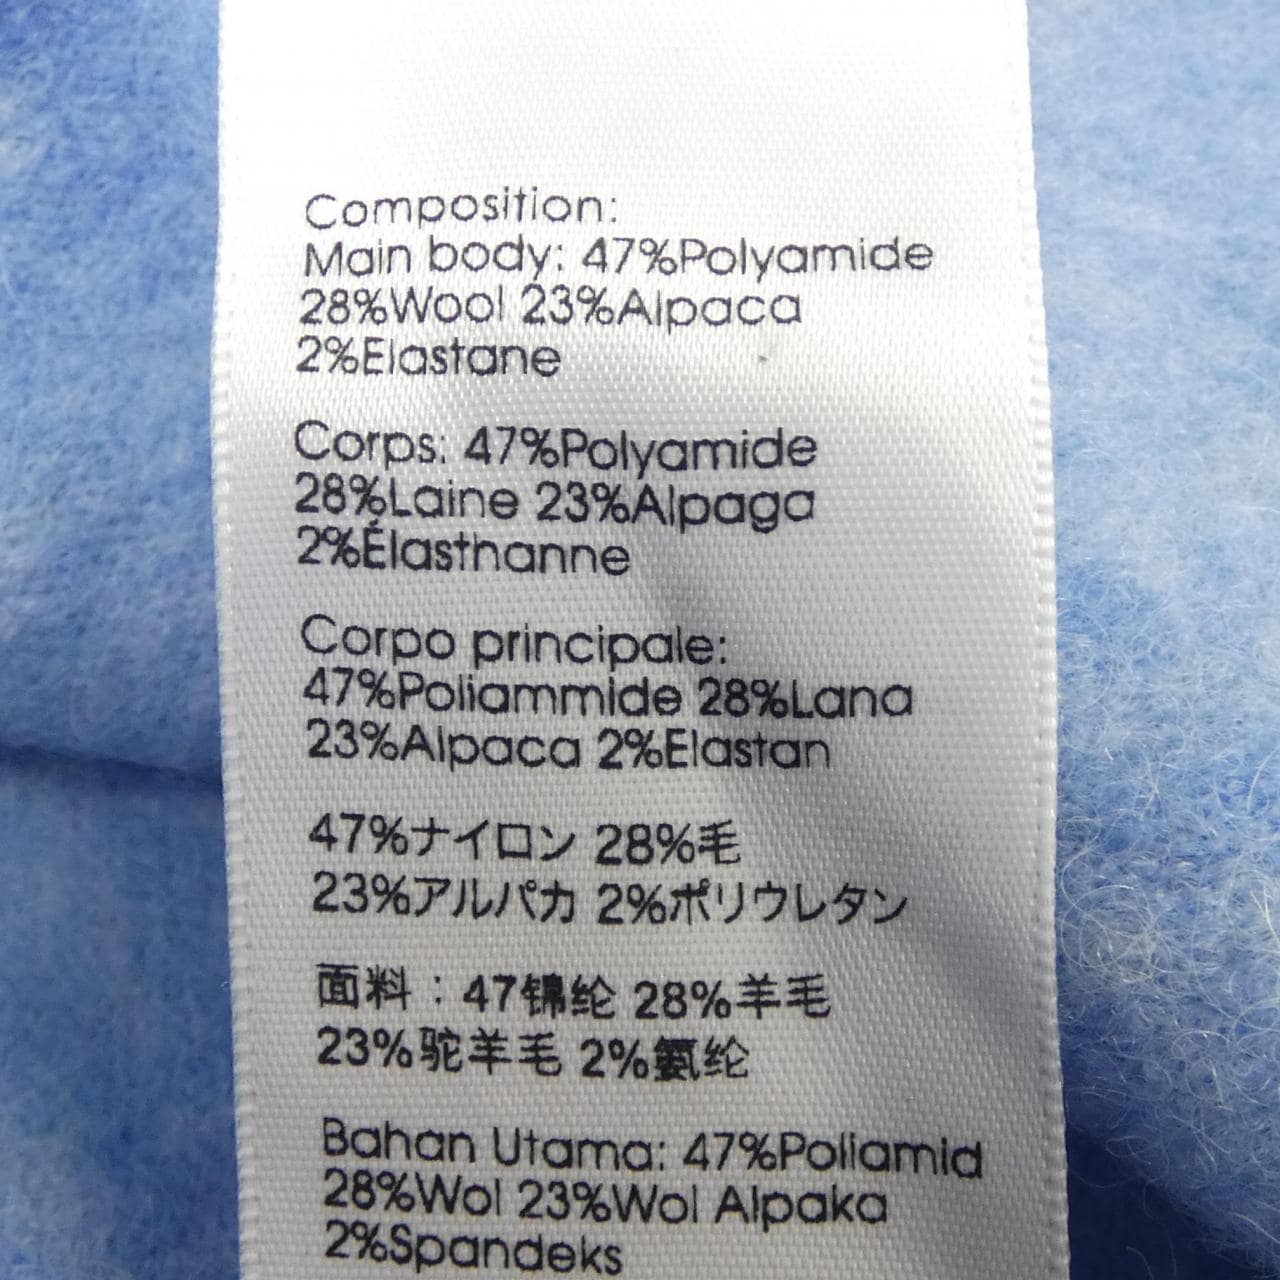 Composition:
Main body: 47%Polyamide
28%Wool 23%Alpaca
2%Elastane
Corps: 47%Polyamide
28%Laine 23%Alpaga
2%Élasthanne
Corpo principale:
47%Poliammide 28%Lana
23%Alpaca 2%Elastan
47%ナイロン 28%毛
23%アルパカ 2%ポリウレタン
面料：47锦纶 28%羊毛
23%驼羊毛 2%氨纶
Bahan Utama: 47%Poliamid
28%Wol 23%Wol Alpaka
2%Spandeks